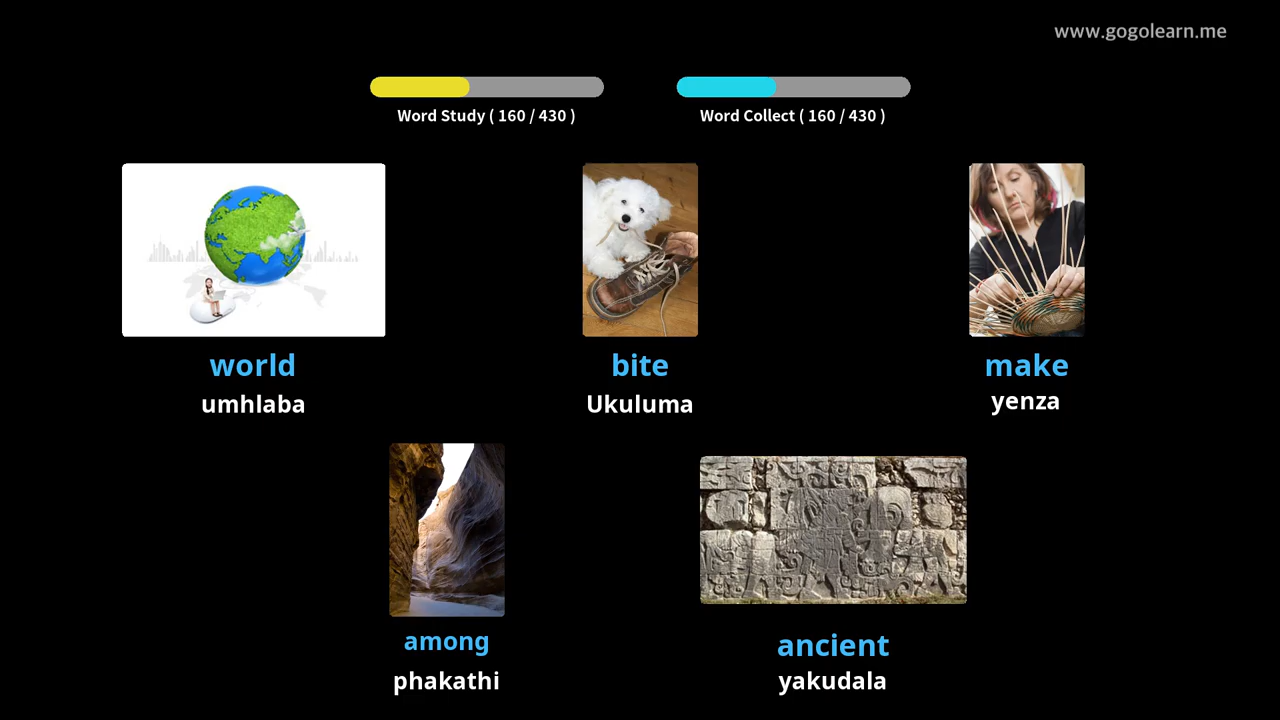 www.gogolearn.me
Word Study ( 160 / 430 )
Word Collect ( 160 / 430 )
world
umhlaba
bite
Ukuluma
make
yenza
among
phakathi
ancient
yakudala